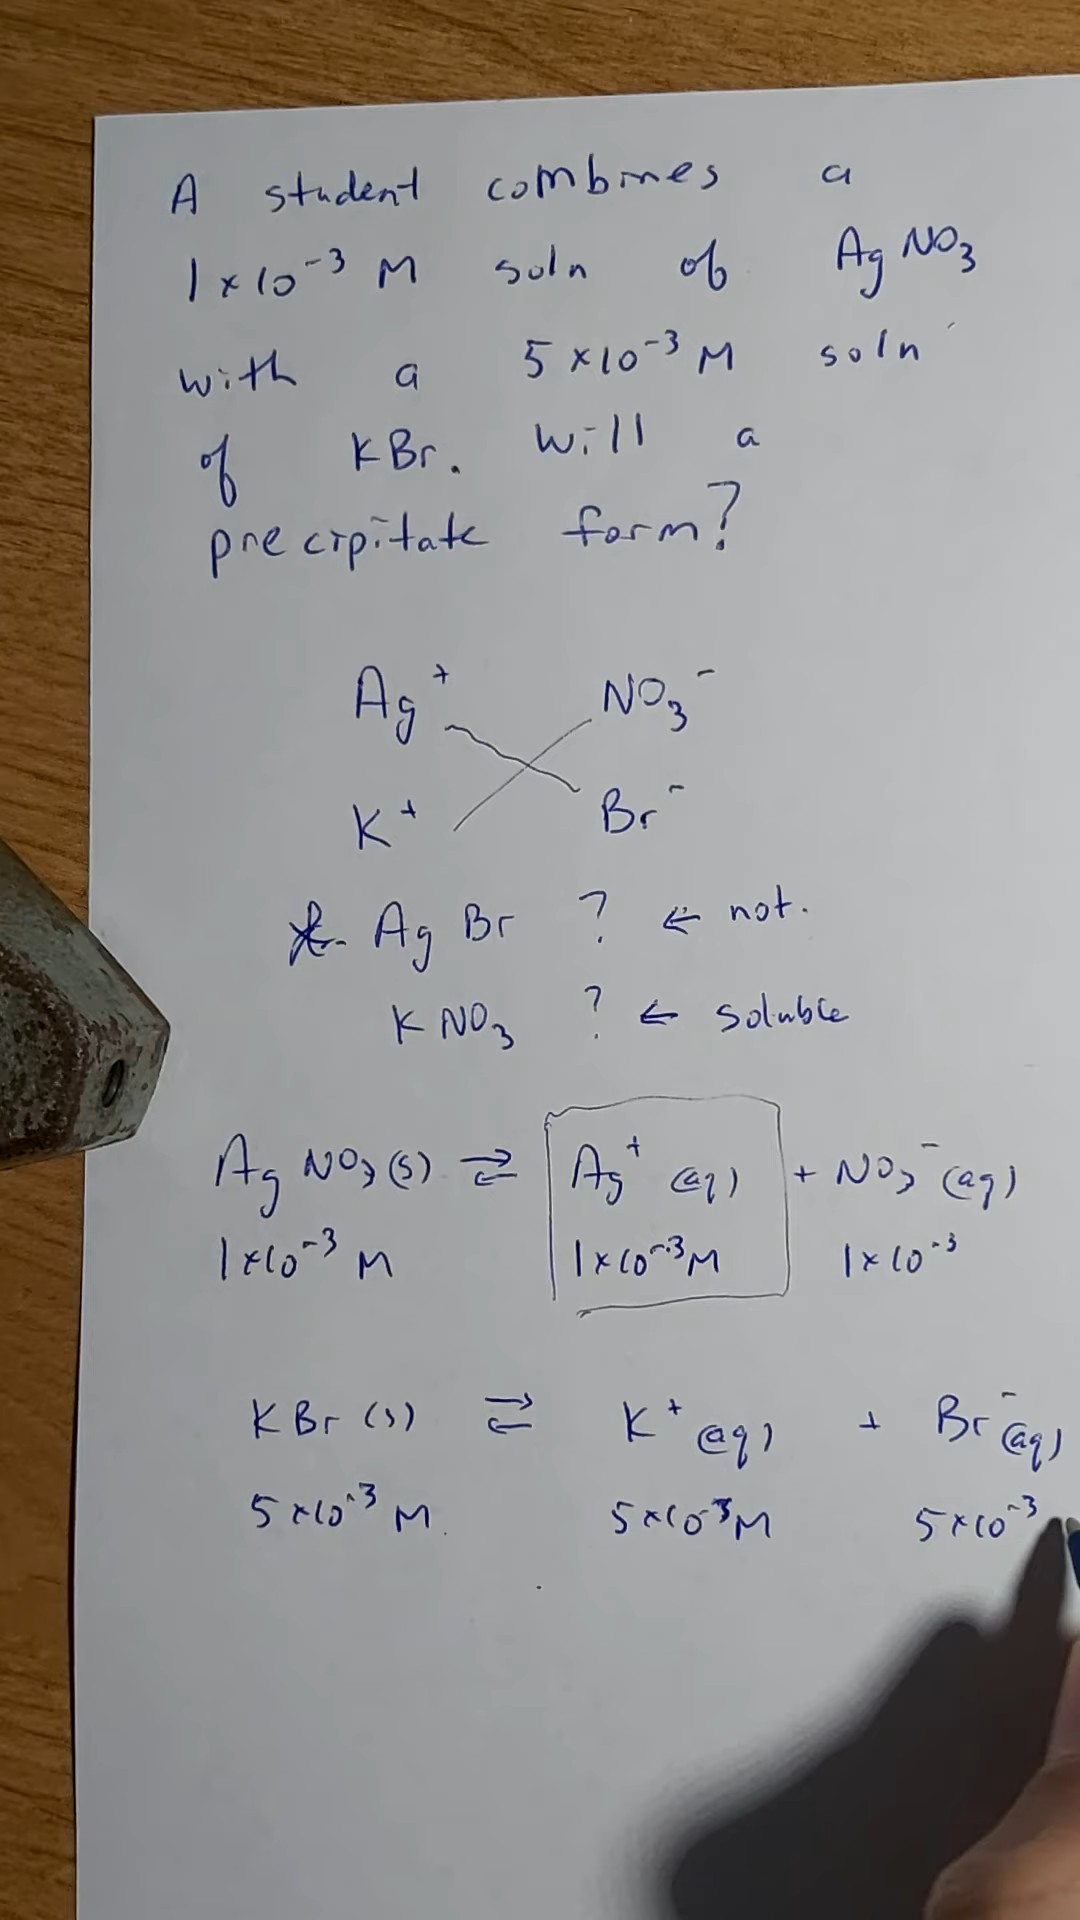 A student combines a
1×10⁻³ M soln of AgNO₃
with a 5×10⁻³ M soln
of KBr. Will a
precipitate form?
Ag⁺ NO₃⁻
K⁺ Br⁻
AgBr ? ← not.
KNO₃ ? ← soluble
AgNO₃(s) ⇌ Ag⁺(aq) + NO₃⁻(aq)
1×10⁻³ M 1×10⁻³ M 1×10⁻³
KBr(s) ⇌ K⁺(aq) + Br⁻(aq)
5×10⁻³ M. 5×10⁻³ M 5×10⁻³